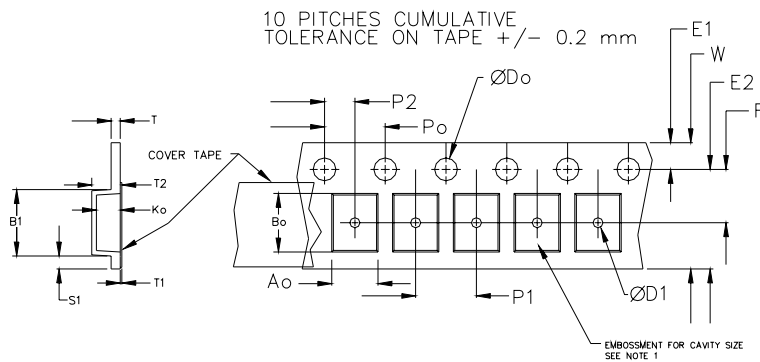 10 PITCHES CUMULATIVE
TOLERANCE ON TAPE +/- 0.2 mm
E1
W
E2
F
ØDo
P2
Po
T
COVER TAPE
T2
Ko
B1
Bo
S1
T1
Ao
P1
ØD1
EMBOSSMENT FOR CAVITY SIZE
SEE NOTE 1